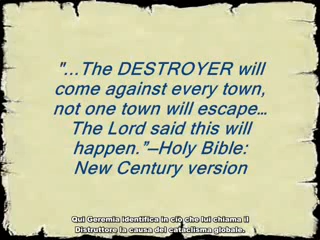 "...The DESTROYER will
come against every town,
not one town will escape...
The Lord said this will
happen."—Holy Bible:
New Century version
Qui Geremia identifica in ciò che lui chiama il
Distruttore la causa del cataclisma globale.